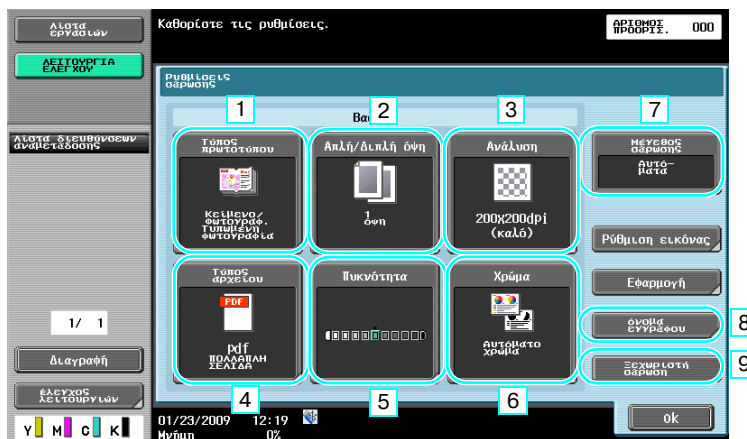 Λίστα
εργασιών
Καθορίστε τις ρυθμίσεις.
ΑΡΙΘΜΟΣ
ΠΡΟΟΡΙΣ.
000
ΛΕΙΤΟΥΡΓΙΑ
ΕΛΕΓΧΟΥ
Ρυθμίσεις
σάρωσης
1
2
3
7
Λίστα διευθύνσεων
αναμετάδοσης
Τύπος
πρωτοτύπου
Απλή/Διπλή όψη
Ανάλυση
Μέγεθος
σάρωσης
Αυτό-
ματα
Κείμενο/
Φωτογραφ.
Τυπωμένη
φωτογραφία
1
όψη
200X200dpi
(καλό)
Ρύθμιση εικόνας
Τύπος
αρχείου
Πυκνότητα
Χρώμα
Εφαρμογή
PDF
pdf
ΠΟΛΛΑΠΛΗ
ΣΕΛΙΔΑ
Αυτόματο
χρώμα
όνομα
εγγράφου
8
1/ 1
Διαγραφή
Ξεχωριστή
σάρωση
9
έλεγχος
λειτουργιών
4
5
6
01/23/2009 12:19
Μνήμη 0%
ok
Y M C K